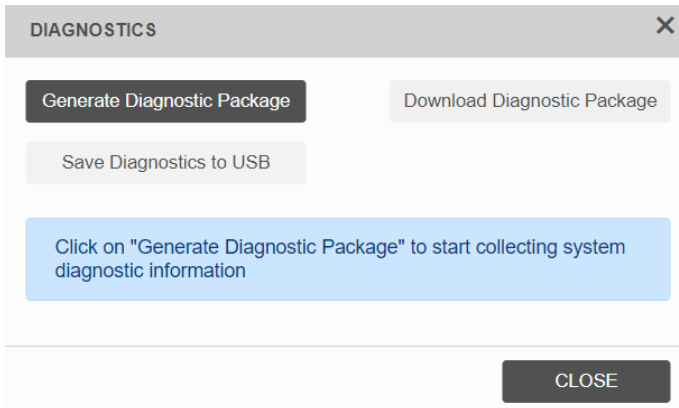 DIAGNOSTICS
Generate Diagnostic Package
Download Diagnostic Package
Save Diagnostics to USB
Click on "Generate Diagnostic Package" to start collecting system
diagnostic information
CLOSE